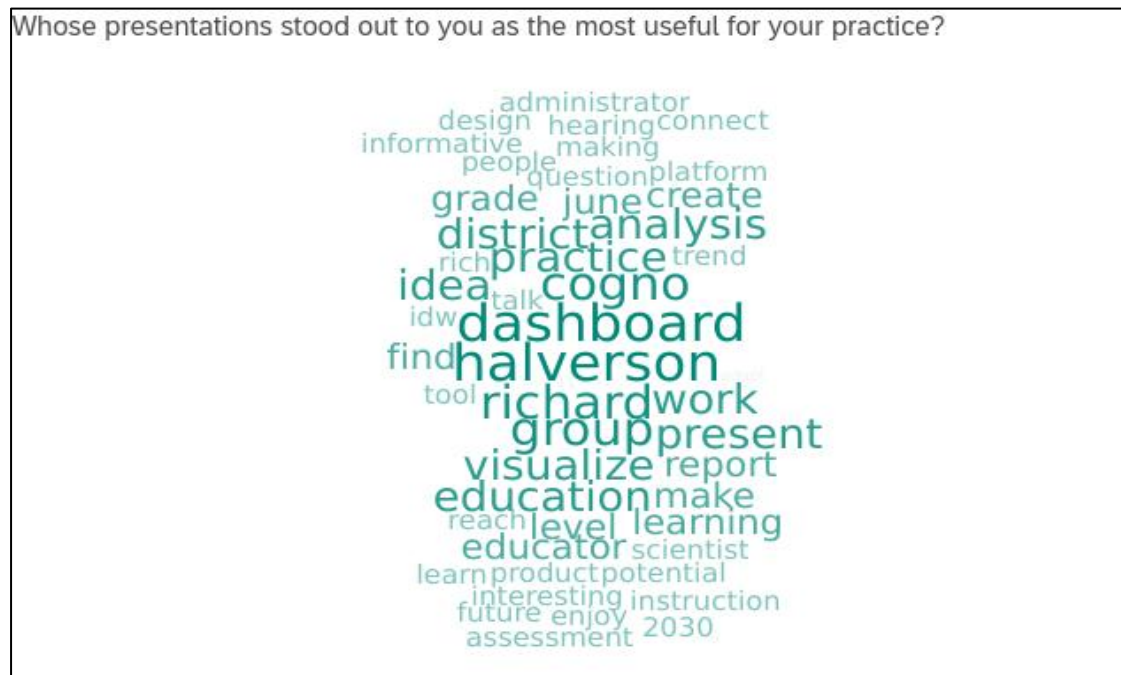 Whose presentations stood out to you as the most useful for your practice?
administrator
design hearing connect
informative making
people question platform
grade june create
district analysis
rich practice trend
idea talk cogno
idw dashboard
find halverson
tool richard work
group present
visualize report
education make
reach level learning
educator scientist
learn product potential
interesting instruction
future enjoy 2030
assessment